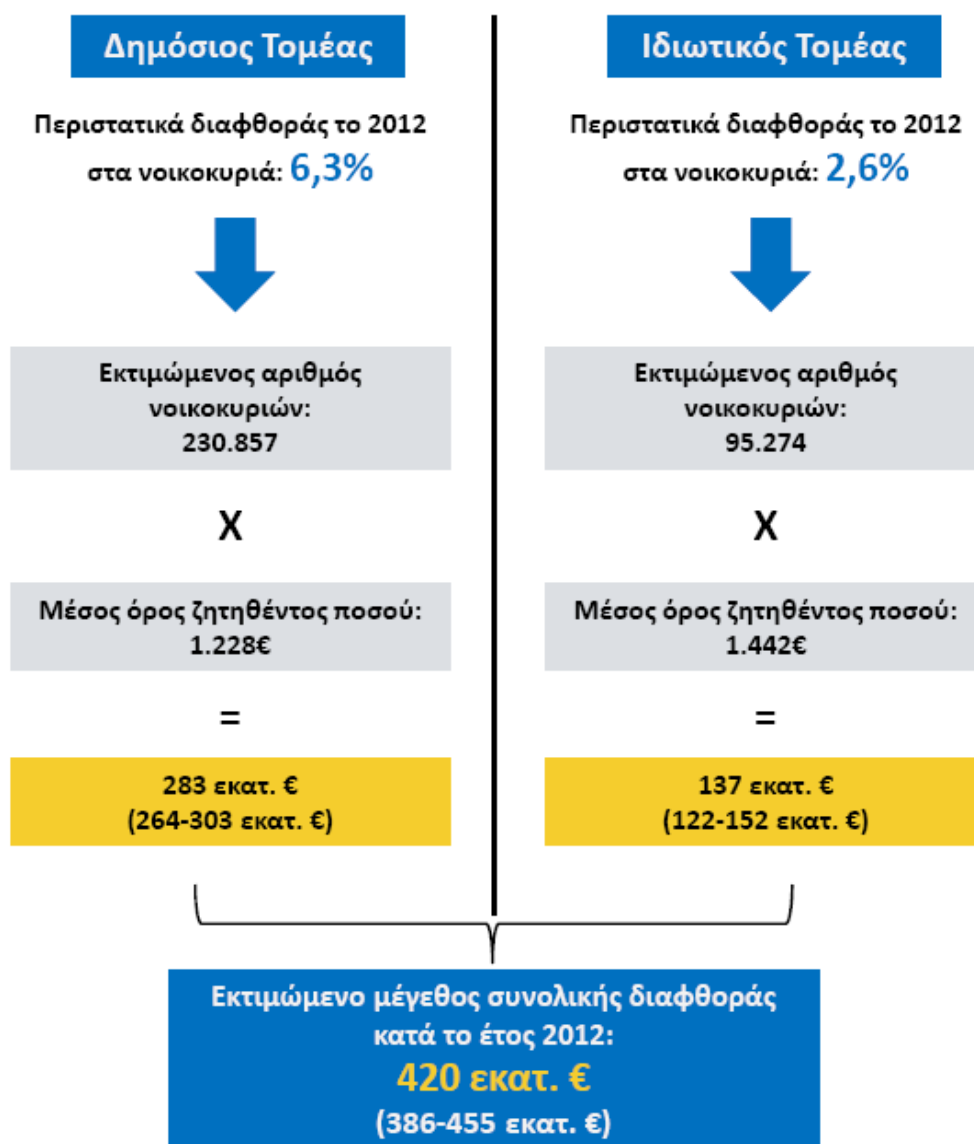 Δημόσιος Τομέας
Περιστατικά διαφθοράς το 2012
στα νοικοκυριά: 6,3%
Εκτιμώμενος αριθμός
νοικοκυριών:
230.857
X
Μέσος όρος ζητηθέντος ποσού:
1.228€
=
283 εκατ. €
(264-303 εκατ. €)
Ιδιωτικός Τομέας
Περιστατικά διαφθοράς το 2012
στα νοικοκυριά: 2,6%
Εκτιμώμενος αριθμός
νοικοκυριών:
95.274
X
Μέσος όρος ζητηθέντος ποσού:
1.442€
=
137 εκατ. €
(122-152 εκατ. €)
Εκτιμώμενο μέγεθος συνολικής διαφθοράς
κατά το έτος 2012:
420 εκατ. €
(386-455 εκατ. €)